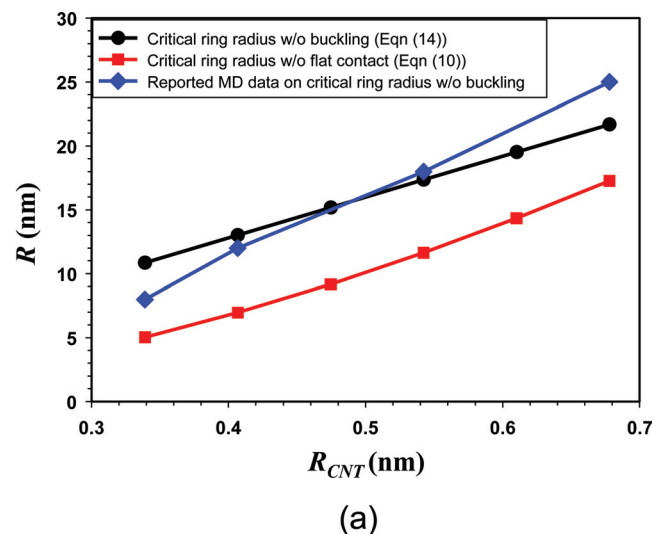 30
25
20
15
10
5
0
R (nm)
Critical ring radius w/o buckling (Eqn (14))
Critical ring radius w/o flat contact (Eqn (10))
Reported MD data on critical ring radius w/o buckling
0.3 0.4 0.5 0.6 0.7
R_CNT (nm)
(a)